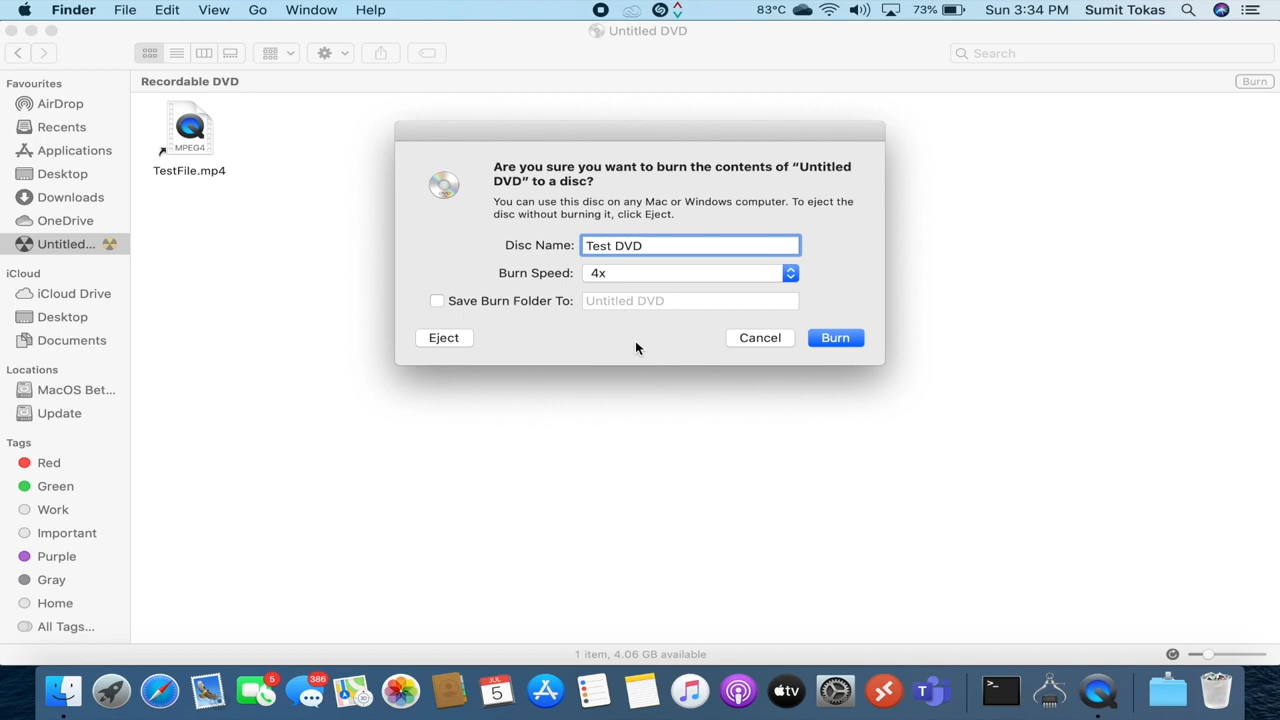 Finder File Edit View Go Window Help 83°C 73% Sun 3:34 PM Sumit Tokas
Untitled DVD
Search
Favourites
AirDrop
Recents
Applications
Desktop
Downloads
OneDrive
Untitled...
iCloud
iCloud Drive
Desktop
Documents
Locations
MacOS Bet...
Update
Tags
Red
Green
Work
Important
Purple
Gray
Home
All Tags...
Recordable DVD Burn
MPEG4
TestFile.mp4
Are you sure you want to burn the contents of “Untitled
DVD” to a disc?
You can use this disc on any Mac or Windows computer. To eject the
disc without burning it, click Eject.
Disc Name: Test DVD
Burn Speed: 4x
Save Burn Folder To: Untitled DVD
Eject Cancel Burn
1 item, 4.06 GB available
5 386 JUL 5 tv